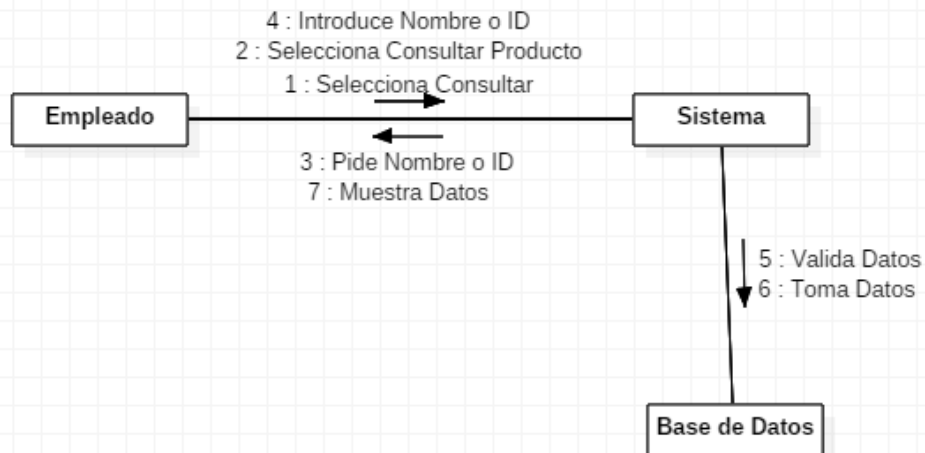 4 : Introduce Nombre o ID
2 : Selecciona Consultar Producto
1 : Selecciona Consultar
Empleado
Sistema
3 : Pide Nombre o ID
7 : Muestra Datos
5 : Valida Datos
6 : Toma Datos
Base de Datos